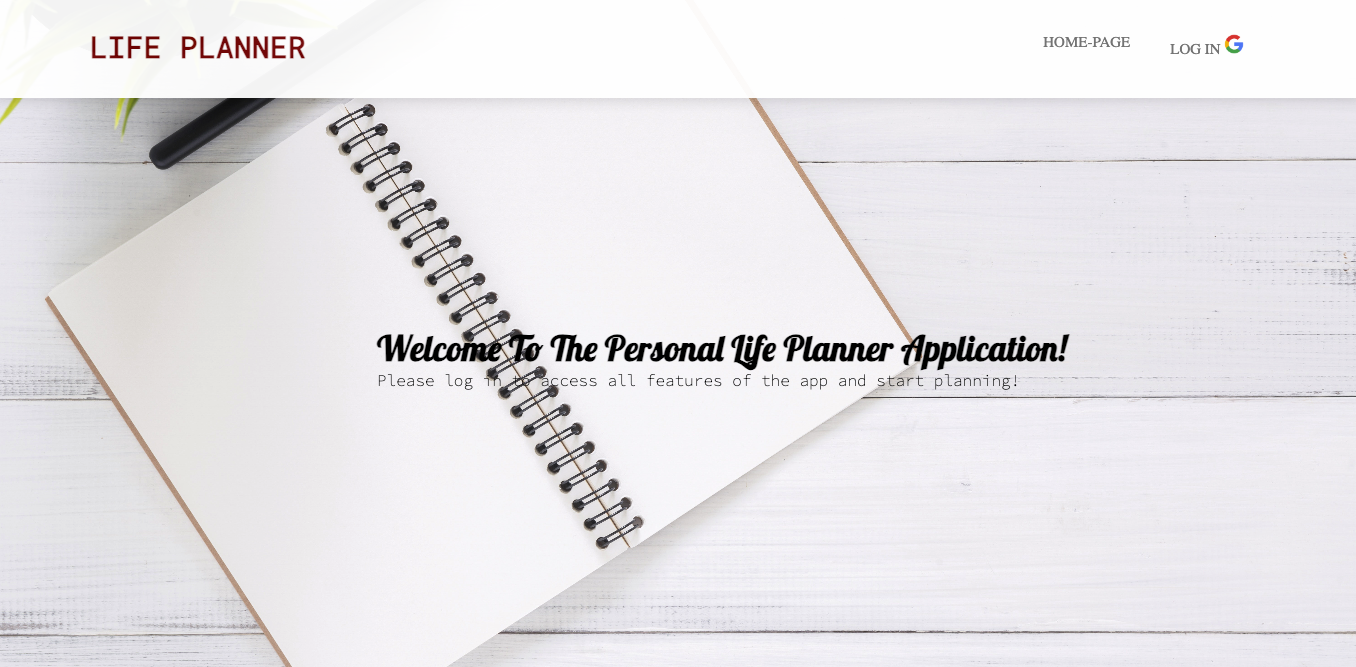 LIFE PLANNER
HOME-PAGE
LOG IN
Welcome To The Personal Life Planner Application!
Please log in to access all features of the app and start planning!